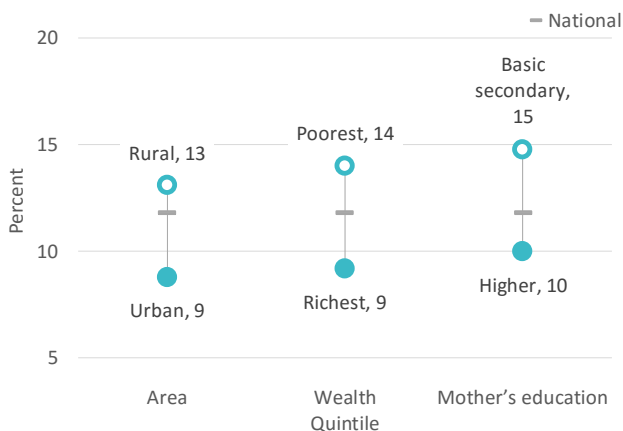 National
20
Basic
secondary,
15
Poorest, 14
15
Rural, 13
Percent
10
Urban, 9
Richest, 9
Higher, 10
5
Area
Wealth
Quintile
Mother’s education